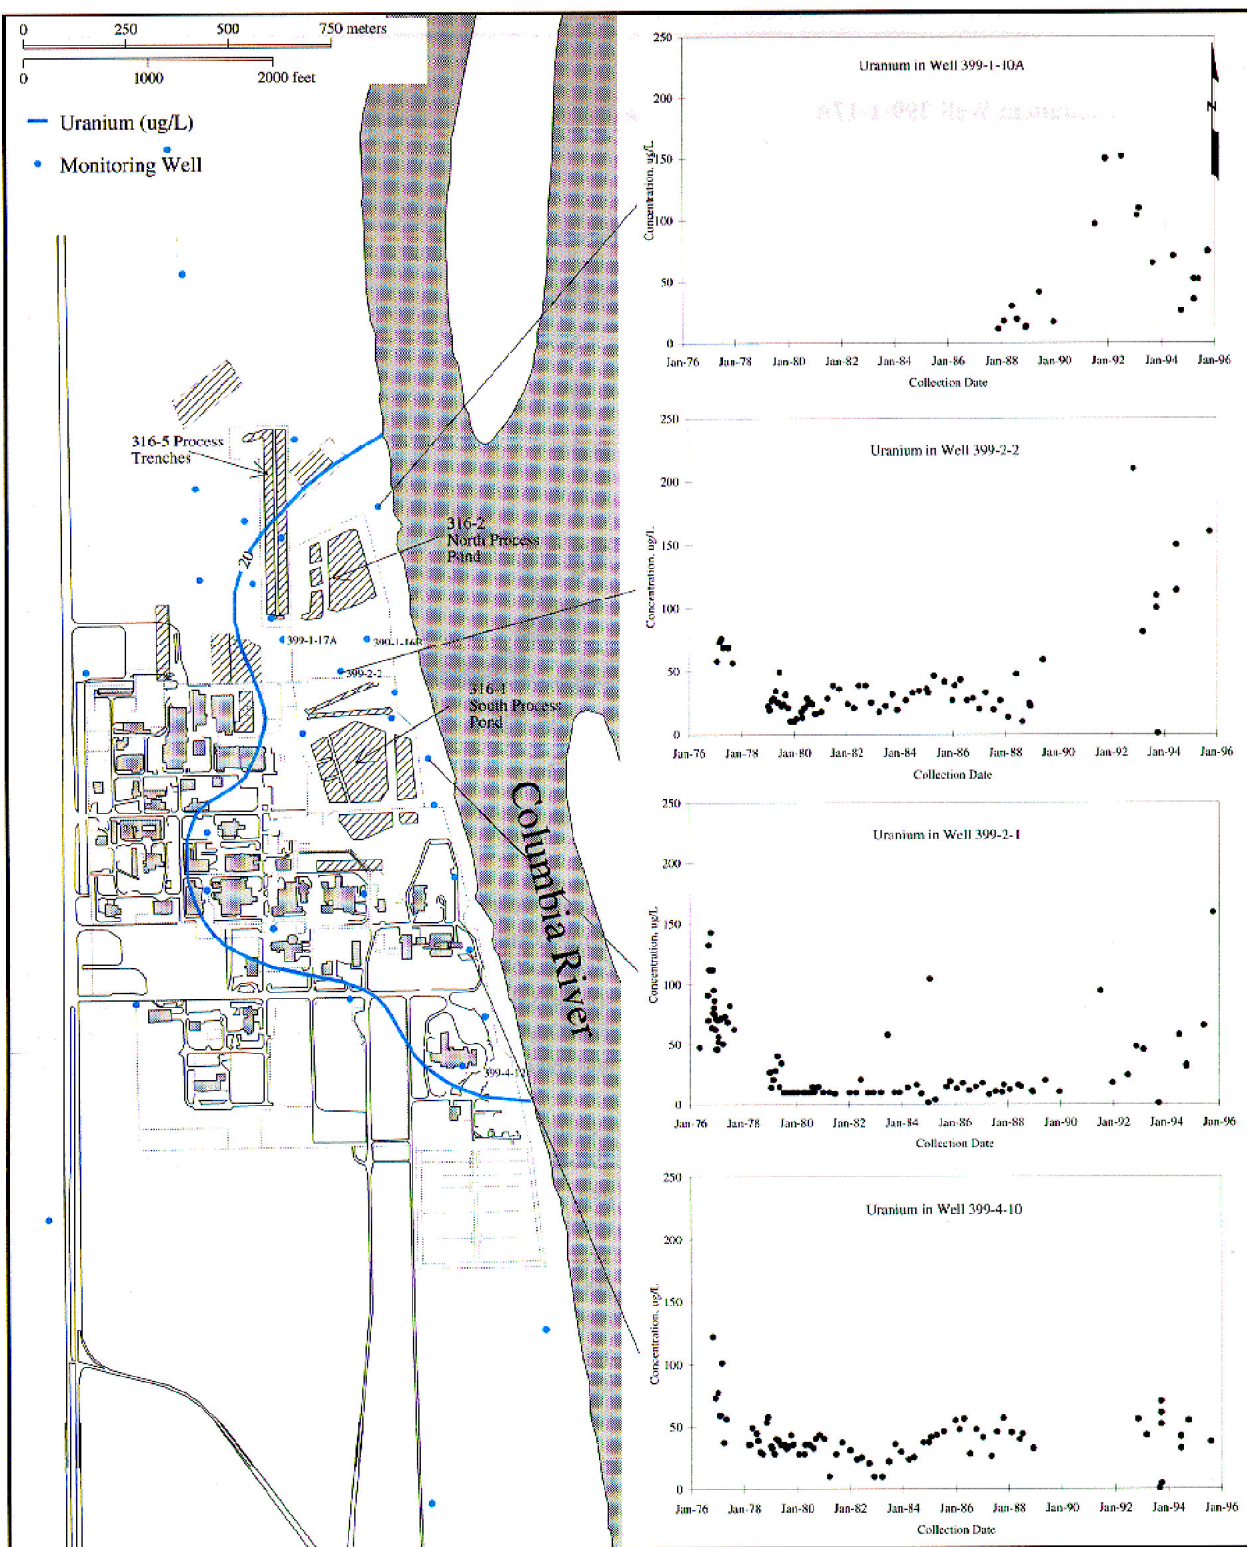 0 250 500 750 meters
0 1000 2000 feet
Uranium (ug/L)
Monitoring Well
316-5 Process
Trenches
20
316-2
North Process
Pond
399-1-17A
399-1-16B
399-2-2
316-1
South Process
Pond
Columbia River
399-4-12
N
Uranium in Well 399-1-10A
Concentration, ug/L
250
200
150
100
50
0
Jan-76 Jan-78 Jan-80 Jan-82 Jan-84 Jan-86 Jan-88 Jan-90 Jan-92 Jan-94 Jan-96
Collection Date
Uranium in Well 399-2-2
Concentration, ug/L
250
200
150
100
50
0
Jan-76 Jan-78 Jan-80 Jan-82 Jan-84 Jan-86 Jan-88 Jan-90 Jan-92 Jan-94 Jan-96
Collection Date
Uranium in Well 399-2-1
Concentration, ug/L
250
200
150
100
50
0
Jan-76 Jan-78 Jan-80 Jan-82 Jan-84 Jan-86 Jan-88 Jan-90 Jan-92 Jan-94 Jan-96
Collection Date
Uranium in Well 399-4-10
Concentration, ug/L
250
200
150
100
50
0
Jan-76 Jan-78 Jan-80 Jan-82 Jan-84 Jan-86 Jan-88 Jan-90 Jan-92 Jan-94 Jan-96
Collection Date